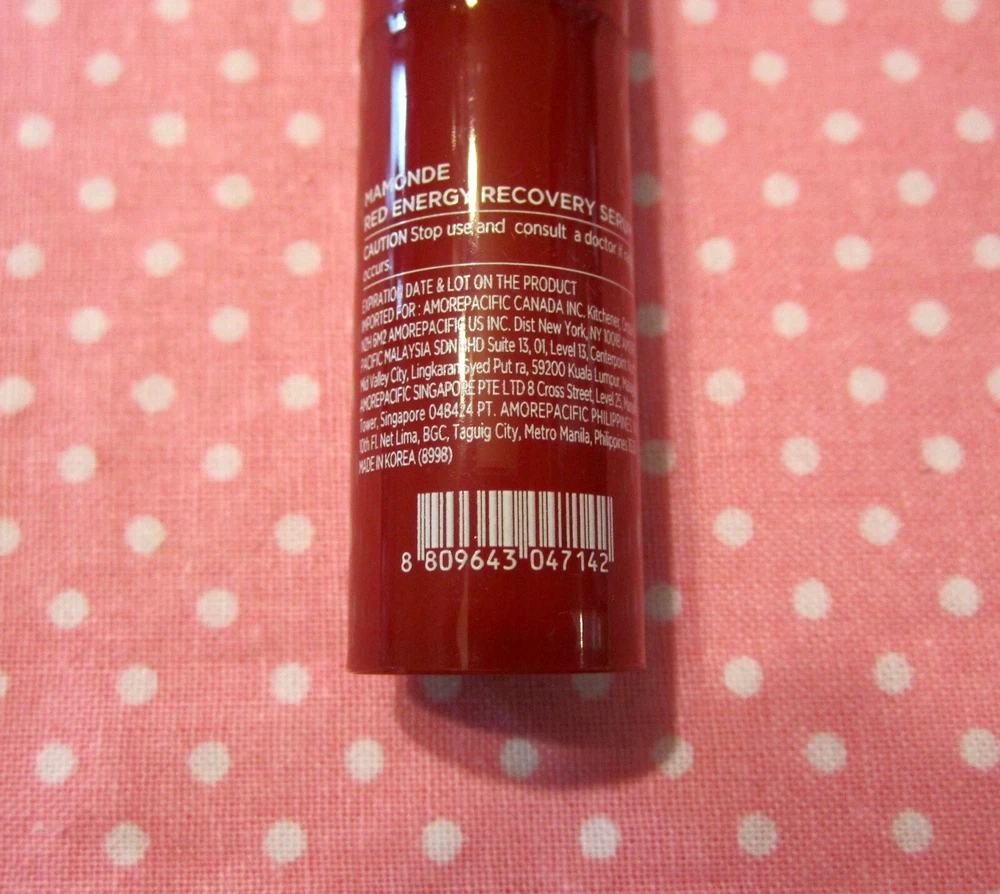 MAMONDE
RED ENERGY RECOVERY
CAUTION Stop use and consult a doctor if
occurs.
EXPIRATION DATE & LOT ON THE PRODUCT
IMPORTED FOR : AMOREPACIFIC CANADA INC. Kitchener,
N2H 6M2 AMOREPACIFIC US INC. Dist New York, NY 10018
PACIFIC MALAYSIA SDN BHD Suite 13, 01, Level 13, Centerpoint
Mid Valley City, Lingkaran Syed Put ra, 59200 Kuala Lumpur,
AMOREPACIFIC SINGAPORE PTE LTD 8 Cross Street, Level 25,
Tower, Singapore 048424 PT. AMOREPACIFIC PHILIPPINES
10th Fl. Net Lima, BGC, Taguig City, Metro Manila, Philippines
MADE IN KOREA (8998)
8 809643 047142